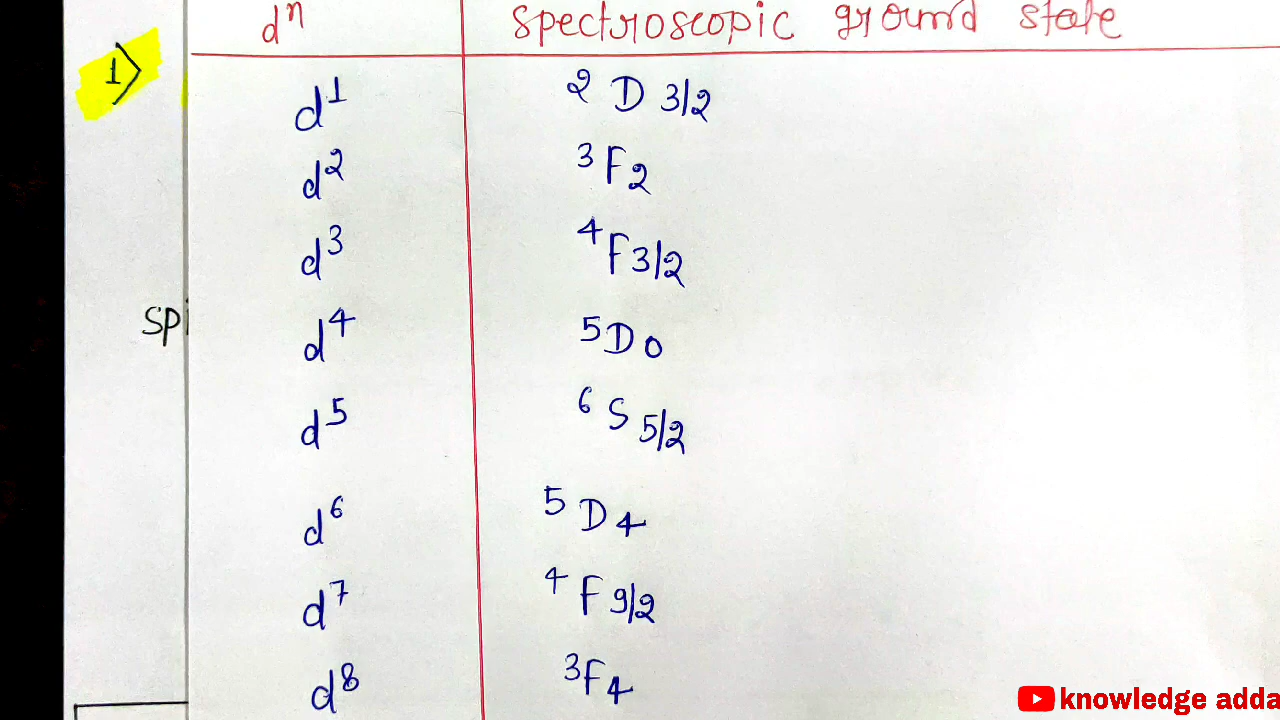 dⁿ spectroscopic ground state
1)
d¹ ²D3/2
d² ³F2
d³ ⁴F3/2
d⁴ ⁵D0
spi
d⁵ ⁶S5/2
d⁶ ⁵D4
d⁷ ⁴F9/2
d⁸ ³F4
knowledge adda